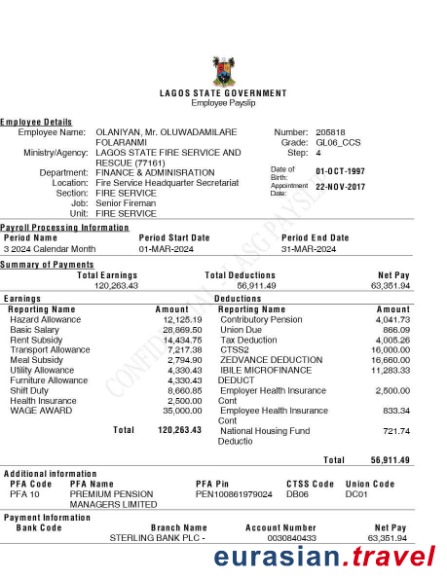 LAGOS STATE GOVERNMENT
Employee Payslip
Employee Details
Employee Name: OLANIYAN, Mr. OLUWADAMILARE FOLARANMI
Number: 205818
Grade: GL06_CCS
Ministry/Agency: LAGOS STATE FIRE SERVICE AND RESCUE (77161)
Step: 4
Department: FINANCE & ADMINISRATION
Date of Birth: 01-OCT-1997
Location: Fire Service Headquarter Secretariat
Appointment Date: 22-NOV-2017
Section: FIRE SERVICE
Job: Senior Fireman
Unit: FIRE SERVICE
Payroll Processing Information
Period Name Period Start Date Period End Date
3 2024 Calendar Month 01-MAR-2024 31-MAR-2024
Summary of Payments
Total Earnings Total Deductions Net Pay
120,263.43 56,911.49 63,351.94
Earnings
Reporting Name Amount
Hazard Allowance 12,125.19
Basic Salary 28,869.50
Rent Subsidy 14,434.75
Transport Allowance 7,217.38
Meal Subsidy 2,794.90
Utility Allowance 4,330.43
Furniture Allowance 4,330.43
Shift Duty 8,660.85
Health Insurance 2,500.00
WAGE AWARD 35,000.00
Total 120,263.43
Deductions
Reporting Name Amount
Contributory Pension 4,041.73
Union Due 866.09
Tax Deduction 4,005.26
CTSS2 16,000.00
ZEDVANCE DEDUCTION 16,660.00
IBILE MICROFINANCE 11,283.33
DEDUCT
Employer Health Insurance 2,500.00
Cont
Employee Health Insurance 833.34
Cont
National Housing Fund 721.74
Deductio
Total 56,911.49
Additional information
PFA Code PFA Name PFA Pin CTSS Code Union Code
PFA 10 PREMIUM PENSION PEN100861979024 DB06 DC01
MANAGERS LIMITED
Payment Information
Bank Code Branch Name Account Number Net Pay
STERLING BANK PLC - 0030840433 63,351.94
CONFIDENTIAL - LASG PAYSLIP
eurasian.travel